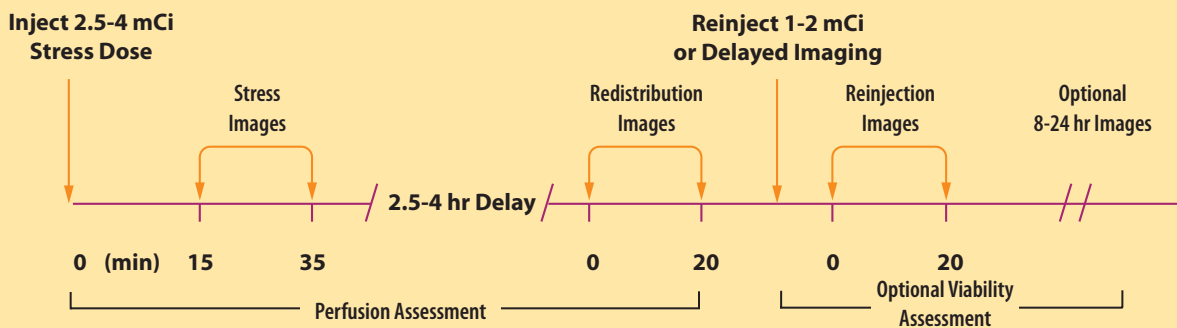 Inject 2.5-4 mCi
Stress Dose
Reinject 1-2 mCi
or Delayed Imaging
Stress
Images
Redistribution
Images
Reinjection
Images
Optional
8-24 hr Images
2.5-4 hr Delay
0 (min) 15 35 0 20 0 20
Perfusion Assessment
Optional Viability
Assessment